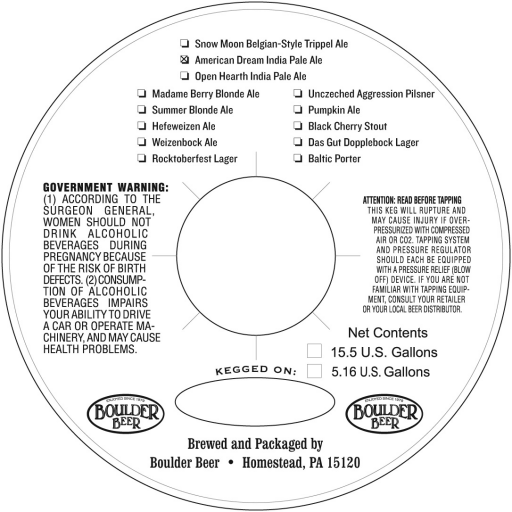 Snow Moon Belgian-Style Trippel Ale
American Dream India Pale Ale
Open Hearth India Pale Ale
Madame Berry Blonde Ale
Summer Blonde Ale
Hefeweizen Ale
Weizenbock Ale
Rocktoberfest Lager
Unczeched Aggression Pilsner
Pumpkin Ale
Black Cherry Stout
Das Gut Dopplebock Lager
Baltic Porter
GOVERNMENT WARNING:
(1) ACCORDING TO THE
SURGEON GENERAL,
WOMEN SHOULD NOT
DRINK ALCOHOLIC
BEVERAGES DURING
PREGNANCY BECAUSE
OF THE RISK OF BIRTH
DEFECTS. (2) CONSUMP-
TION OF ALCOHOLIC
BEVERAGES IMPAIRS
YOUR ABILITY TO DRIVE
A CAR OR OPERATE MA-
CHINERY, AND MAY CAUSE
HEALTH PROBLEMS.
ATTENTION: READ BEFORE TAPPING
THIS KEG WILL RUPTURE AND
MAY CAUSE INJURY IF OVER-
PRESSURIZED WITH COMPRESSED
AIR OR CO2. TAPPING SYSTEM
AND PRESSURE REGULATOR
SHOULD EACH BE EQUIPPED
WITH A PRESSURE RELIEF (BLOW
OFF) DEVICE. IF YOU ARE NOT
FAMILIAR WITH TAPPING EQUIP-
MENT, CONSULT YOUR RETAILER
OR YOUR LOCAL BEER DISTRIBUTOR.
Net Contents
15.5 U.S. Gallons
5.16 U.S. Gallons
KEGGED ON:
ENJOYED SINCE 1979
BOULDER
BEER
ENJOYED SINCE 1979
BOULDER
BEER
Brewed and Packaged by
Boulder Beer • Homestead, PA 15120